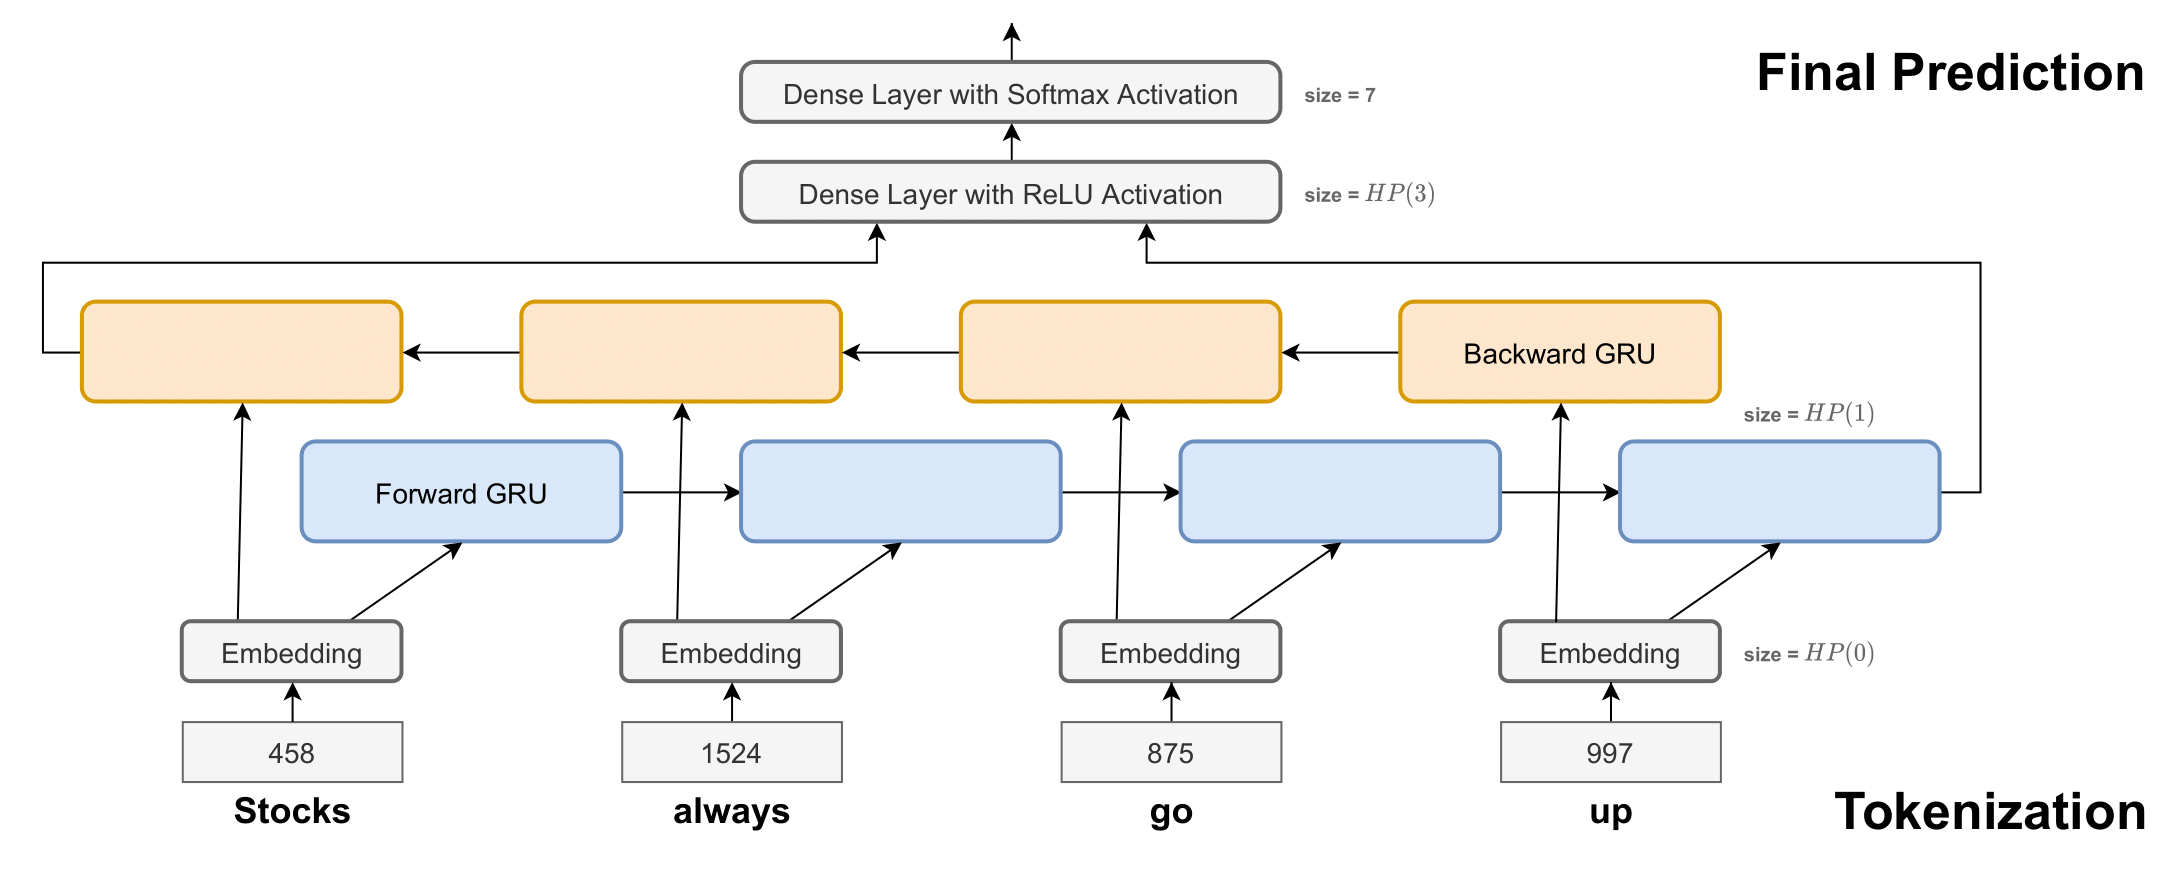 Final Prediction
Dense Layer with Softmax Activation size = 7
Dense Layer with ReLU Activation size = HP(3)
Backward GRU
size = HP(1)
Forward GRU
Embedding Embedding Embedding Embedding size = HP(0)
458 1524 875 997
Stocks always go up Tokenization